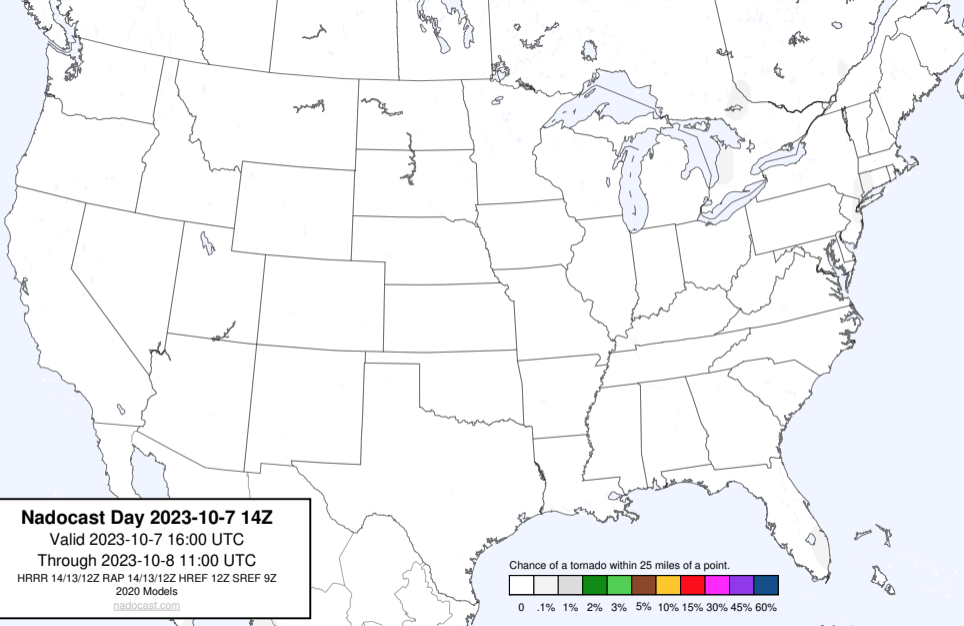 Nadocast Day 2023-10-7 14Z
Valid 2023-10-7 16:00 UTC
Through 2023-10-8 11:00 UTC
HRRR 14/13/12Z RAP 14/13/12Z HREF 12Z SREF 9Z
2020 Models
nadocast.com
Chance of a tornado within 25 miles of a point.
0 .1% 1% 2% 3% 5% 10% 15% 30% 45% 60%